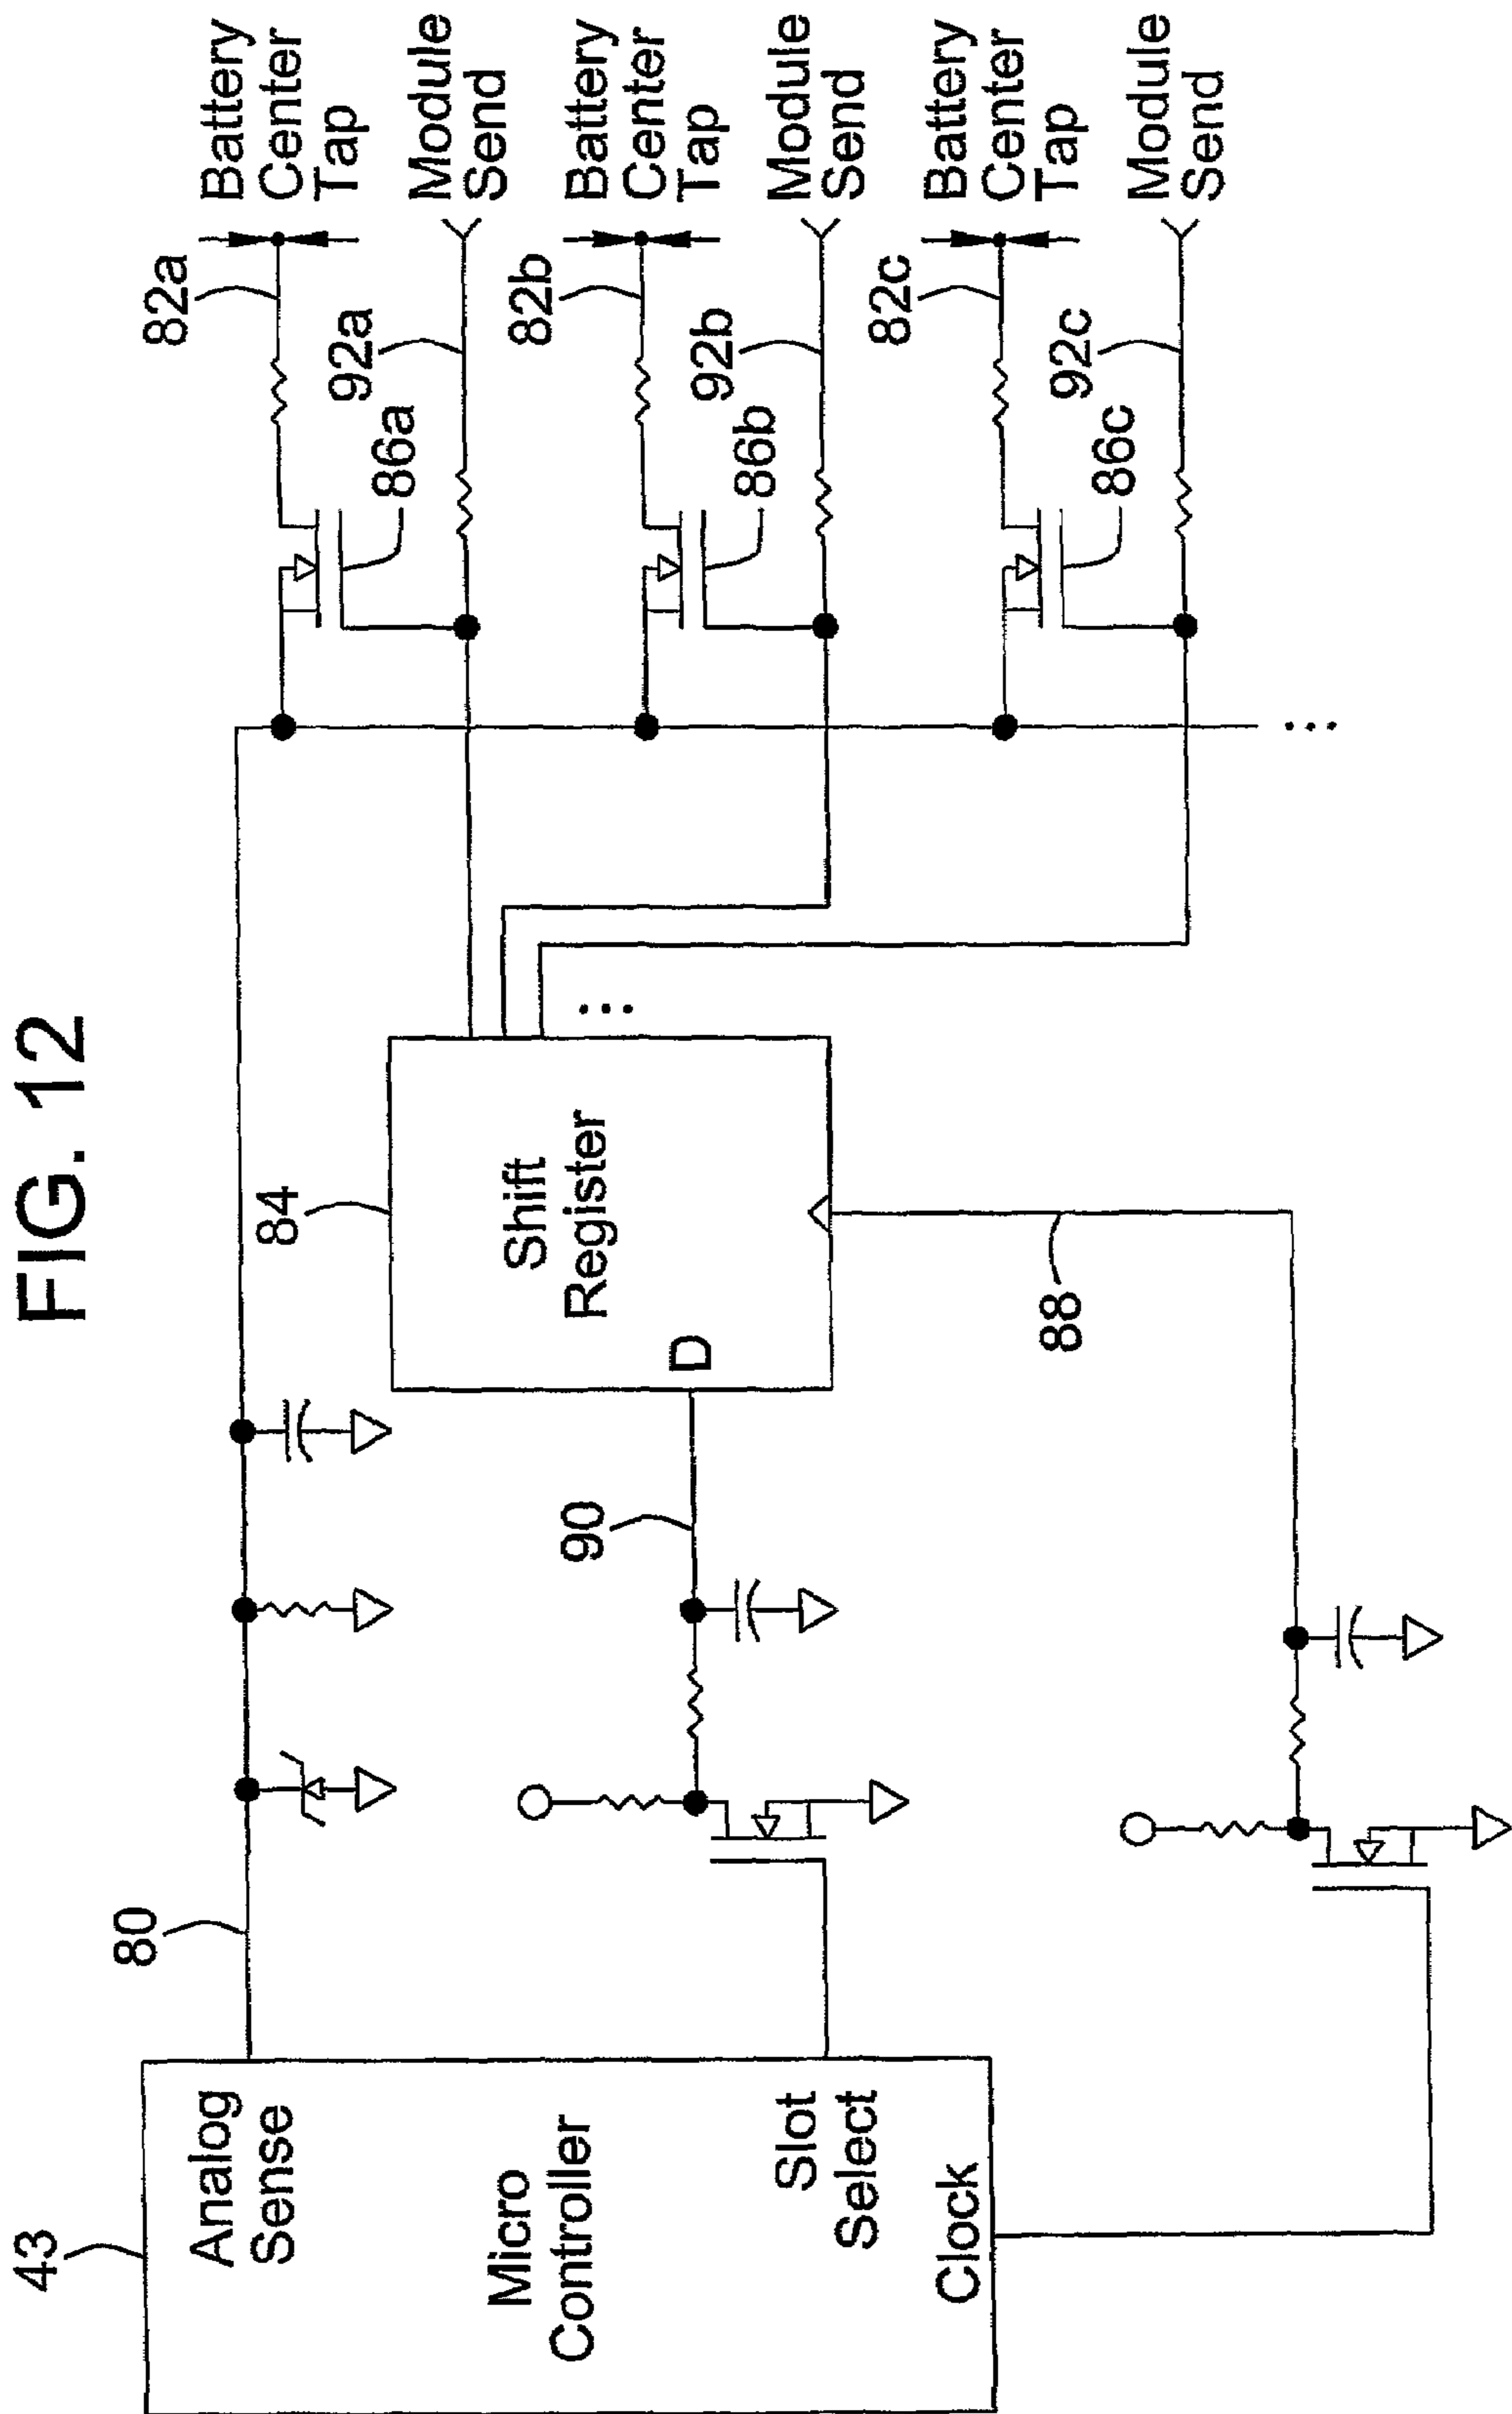 FIG. 12
43
Analog
Sense
Micro
Controller
Slot
Select
Clock
80
90
84
Shift
Register
D
88
82a
Battery
Center
Tap
92a
86a
Module
Send
82b
Battery
Center
Tap
92b
86b
Module
Send
82c
Battery
Center
Tap
92c
86c
Module
Send